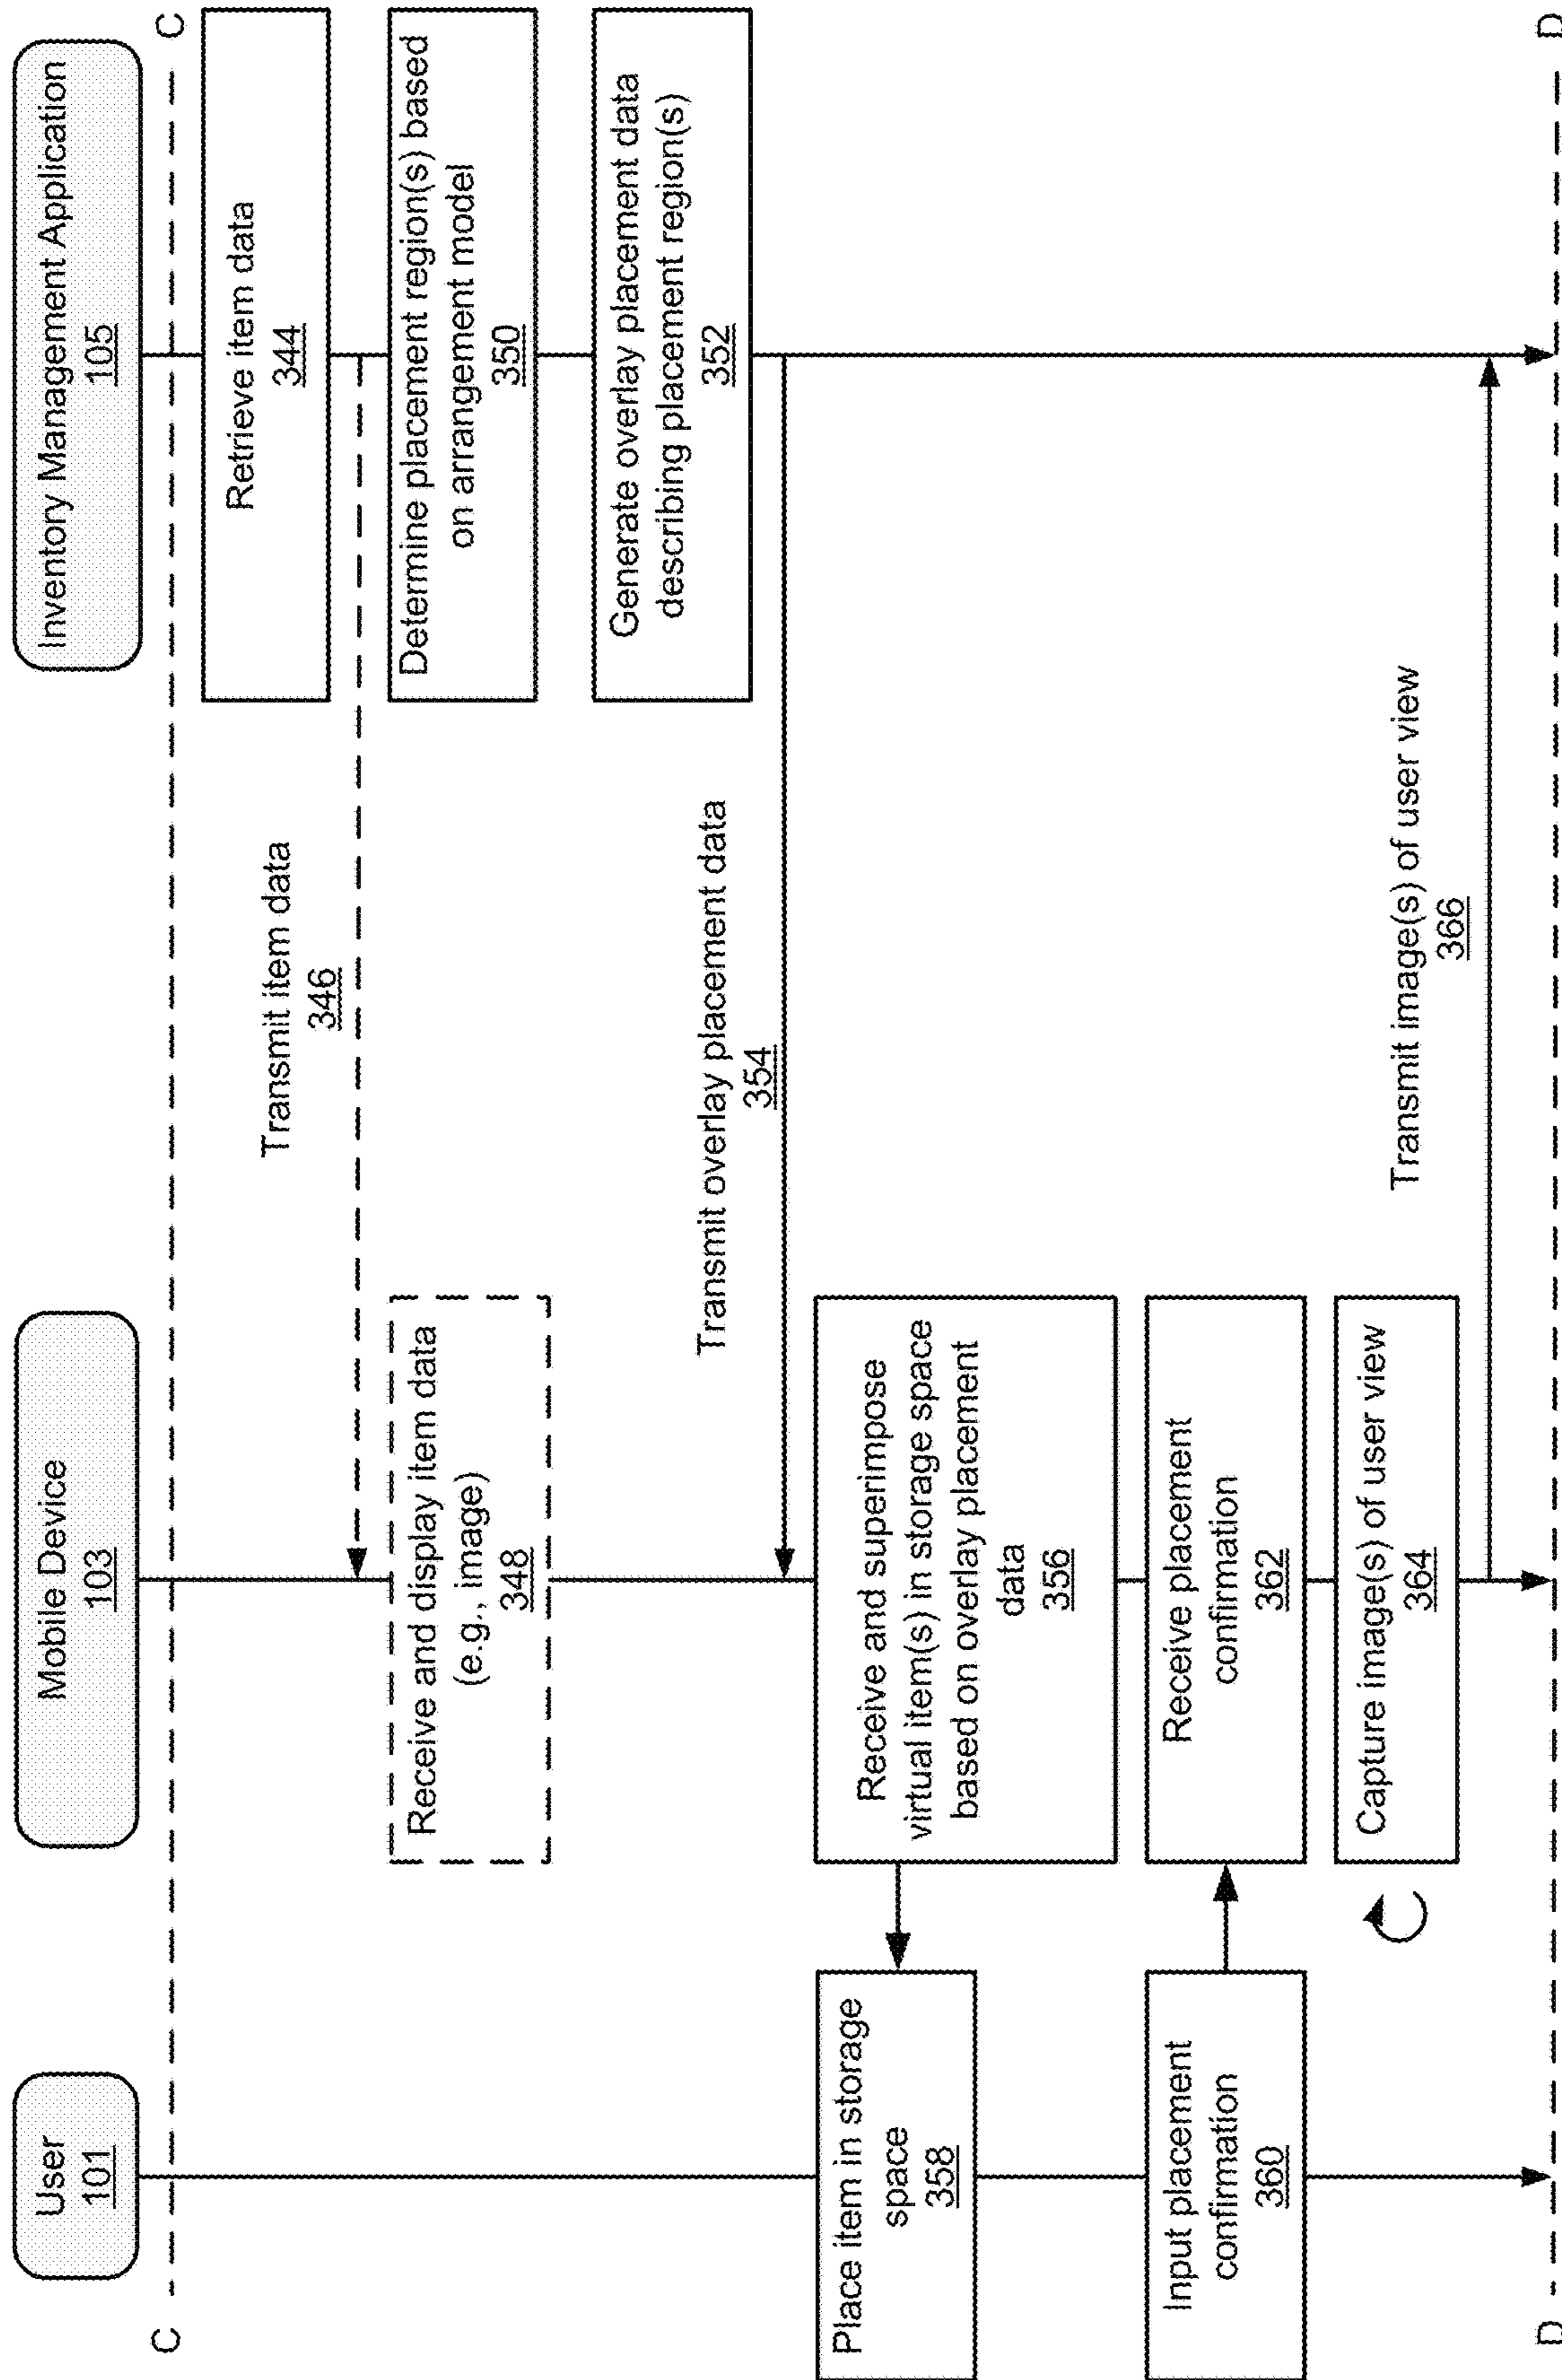 User
101
Mobile Device
103
Inventory Management Application
105
C
C
Retrieve item data
344
Transmit item data
346
Receive and display item data
(e.g., image)
348
Determine placement region(s) based
on arrangement model
350
Generate overlay placement data
describing placement region(s)
352
Transmit overlay placement data
354
Receive and superimpose
virtual item(s) in storage space
based on overlay placement
data
356
Place item in storage
space
358
Input placement
confirmation
360
Receive placement
confirmation
362
Capture image(s) of user view
364
Transmit image(s) of user view
366
D
D